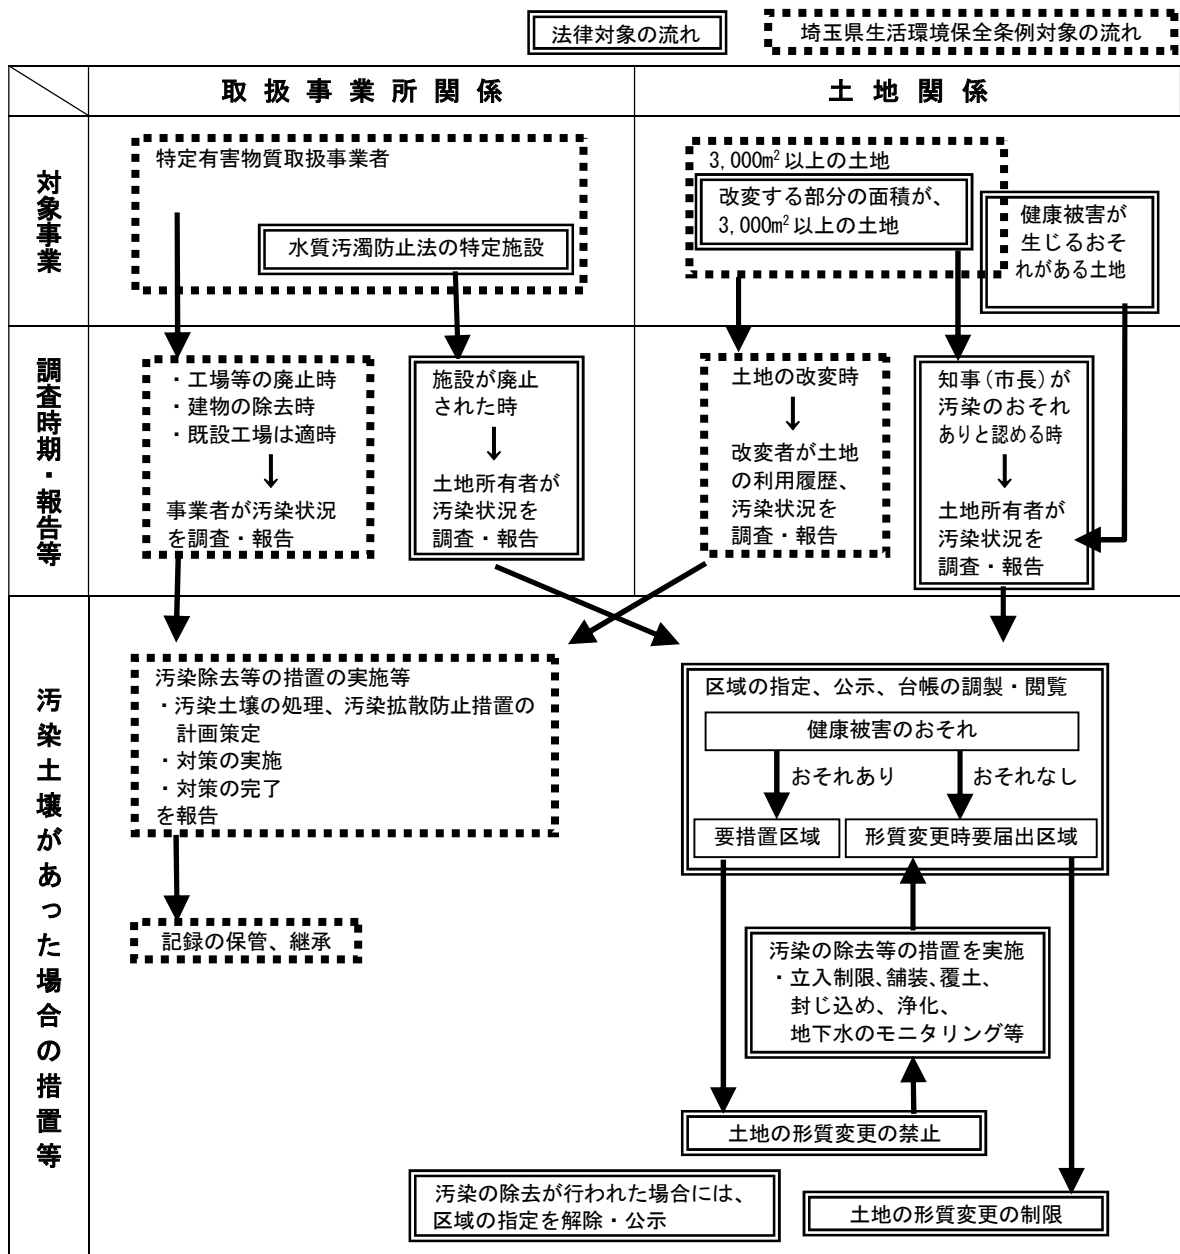 法律対象の流れ
埼玉県生活環境保全条例対象の流れ
取扱事業所関係
土地関係
対象事業
特定有害物質取扱事業者
水質汚濁防止法の特定施設
3,000m²以上の土地
改変する部分の面積が、
3,000m²以上の土地
健康被害が
生じるおそ
れがある土地
調査時期・報告等
・工場等の廃止時
・建物の除去時
・既設工場は適時
↓
事業者が汚染状況
を調査・報告
施設が廃止
された時
↓
土地所有者が
汚染状況を
調査・報告
土地の改変時
↓
改変者が土地
の利用履歴、
汚染状況を
調査・報告
知事(市長)が
汚染のおそれ
ありと認める時
↓
土地所有者が
汚染状況を
調査・報告
汚染土壌があった場合の措置等
汚染除去等の措置の実施等
・汚染土壌の処理、汚染拡散防止措置の
計画策定
・対策の実施
・対策の完了
を報告
記録の保管、継承
区域の指定、公示、台帳の調製・閲覧
健康被害のおそれ
おそれあり
おそれなし
要措置区域
形質変更時要届出区域
汚染の除去等の措置を実施
・立入制限、舗装、覆土、
封じ込め、浄化、
地下水のモニタリング等
土地の形質変更の禁止
汚染の除去が行われた場合には、
区域の指定を解除・公示
土地の形質変更の制限